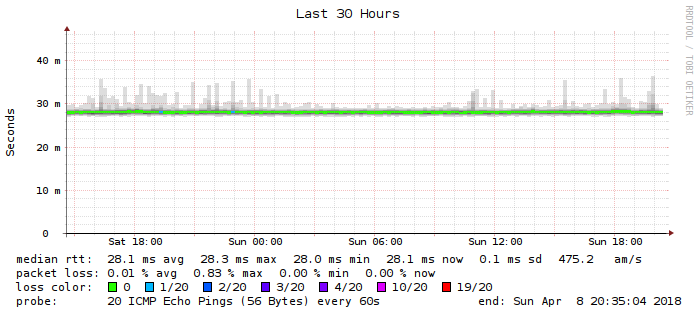 Last 30 Hours
RRDTOOL / TOBI OETIKER
Seconds
40 m
30 m
20 m
10 m
0
Sat 18:00 Sun 00:00 Sun 06:00 Sun 12:00 Sun 18:00
median rtt: 28.1 ms avg 28.3 ms max 28.0 ms min 28.1 ms now 0.1 ms sd 475.2 am/s
packet loss: 0.01 % avg 0.83 % max 0.00 % min 0.00 % now
loss color: 0 1/20 2/20 3/20 4/20 10/20 19/20
probe: 20 ICMP Echo Pings (56 Bytes) every 60s end: Sun Apr 8 20:35:04 2018